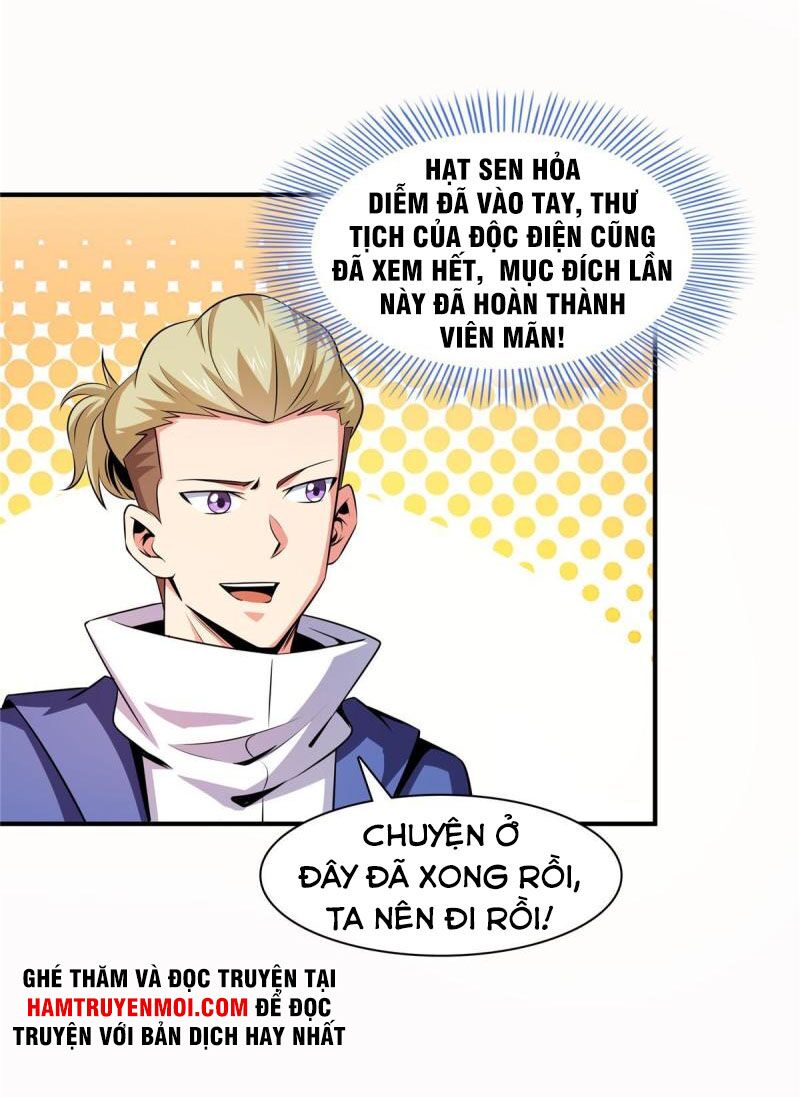 HẠT SEN HỎA
DIỄM ĐÃ VÀO TAY, THƯ
TỊCH CỦA ĐỘC ĐIỆN CŨNG
ĐÃ XEM HẾT, MỤC ĐÍCH LẦN
NÀY ĐÃ HOÀN THÀNH
VIÊN MÃN!
CHUYỆN Ở
ĐÂY ĐÃ XONG RỒI,
TA NÊN ĐI RỒI!
GHÉ THĂM VÀ ĐỌC TRUYỆN TẠI
HAMTRUYENMOI.COM ĐỂ ĐỌC
TRUYỆN VỚI BẢN DỊCH HAY NHẤT